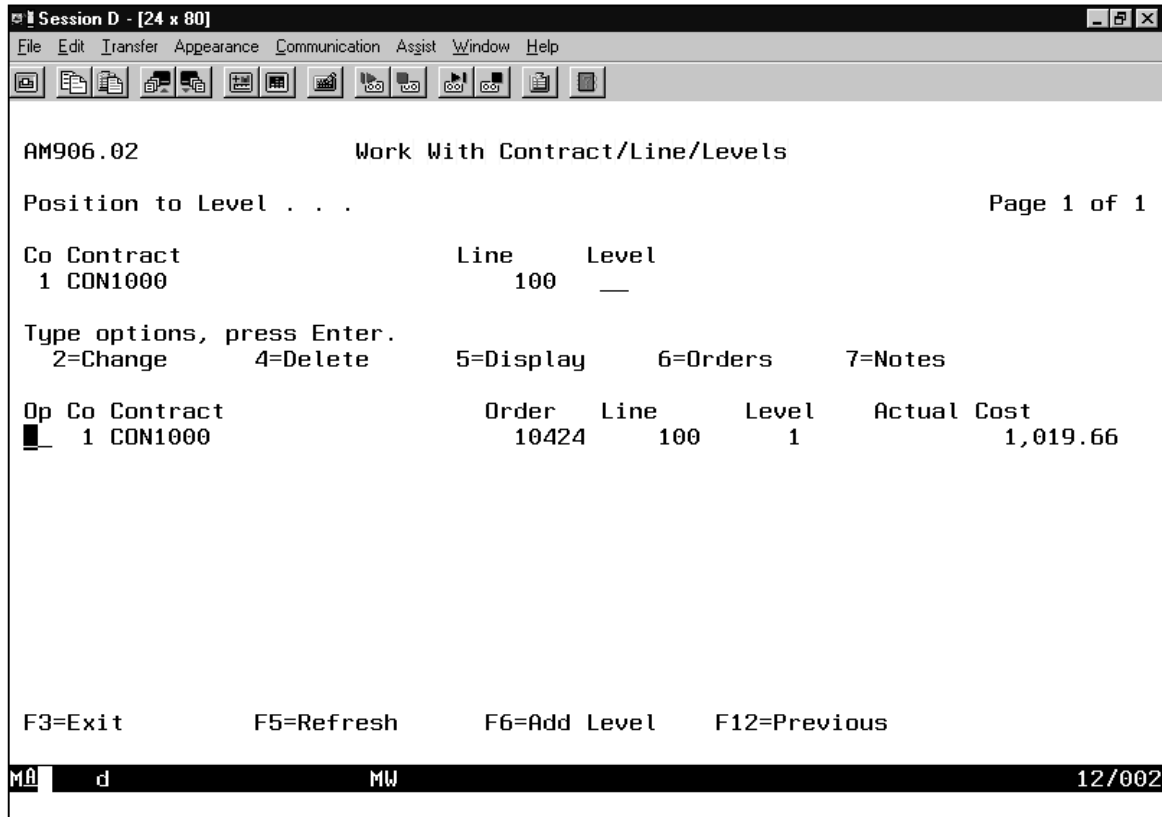 Session D - [24 x 80]
File Edit Transfer Appearance Communication Assist Window Help
AM906.02 Work With Contract/Line/Levels
Position to Level . . . Page 1 of 1
Co Contract Line Level
1 CON1000 100 __
Type options, press Enter.
2=Change 4=Delete 5=Display 6=Orders 7=Notes
Op Co Contract Order Line Level Actual Cost
_ 1 CON1000 10424 100 1 1,019.66
F3=Exit F5=Refresh F6=Add Level F12=Previous
MA d MW 12/002